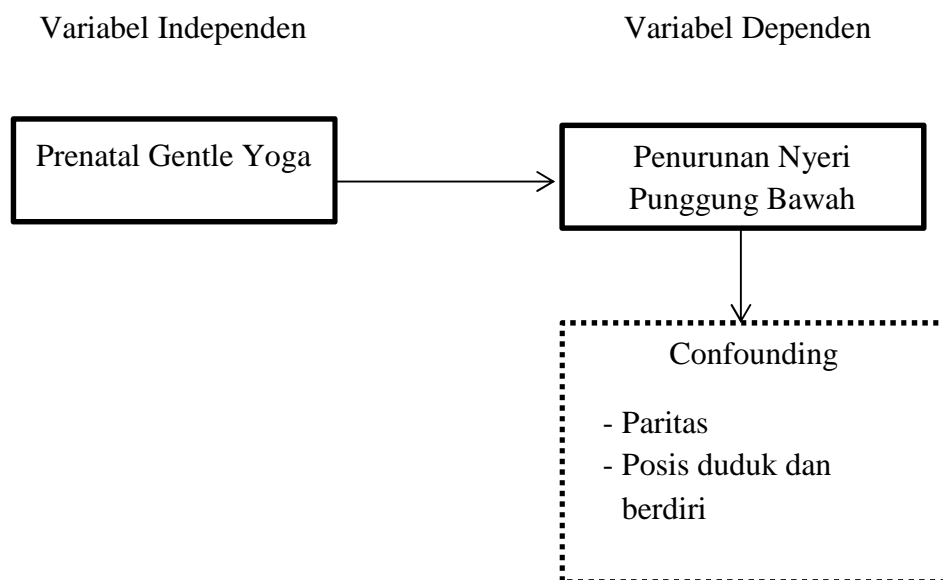 Variabel Independen
Variabel Dependen
Prenatal Gentle Yoga
Penurunan Nyeri
Punggung Bawah
Confounding
- Paritas
- Posis duduk dan
berdiri